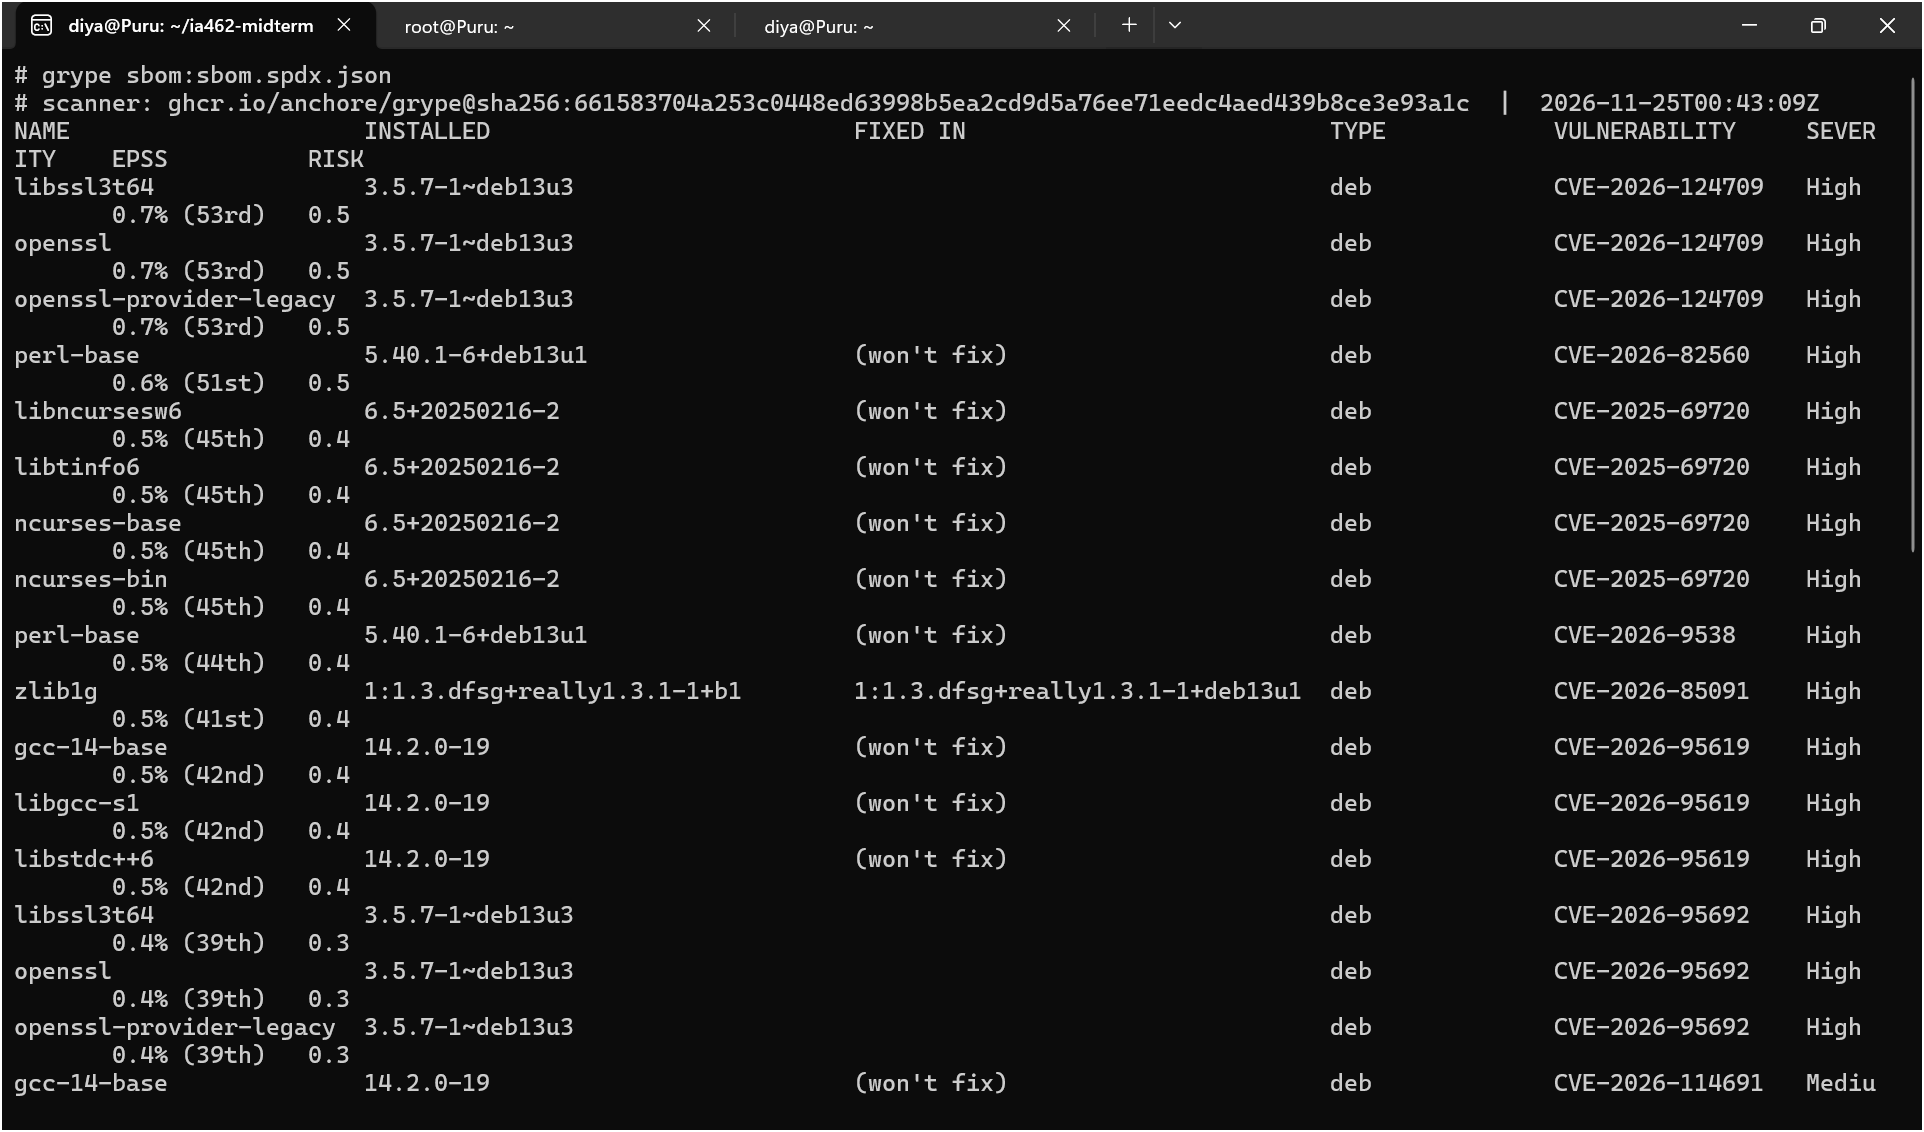 diya@Puru: ~/ia462-midterm
root@Puru: ~
diya@Puru: ~
# grype sbom:sbom.spdx.json
# scanner: ghcr.io/anchore/grype@sha256:661583704a253c0448ed63998b5ea2cd9d5a76ee71eedc4aed439b8ce3e93a1c  |  2026-11-25T00:43:09Z
NAME                     INSTALLED                          FIXED IN                          TYPE            VULNERABILITY     SEVER
ITY    EPSS          RISK
libssl3t64               3.5.7-1~deb13u3                                                      deb             CVE-2026-124709   High
       0.7% (53rd)   0.5
openssl                  3.5.7-1~deb13u3                                                      deb             CVE-2026-124709   High
       0.7% (53rd)   0.5
openssl-provider-legacy  3.5.7-1~deb13u3                                                      deb             CVE-2026-124709   High
       0.7% (53rd)   0.5
perl-base                5.40.1-6+deb13u1                   (won't fix)                       deb             CVE-2026-82560    High
       0.6% (51st)   0.5
libncursesw6             6.5+20250216-2                     (won't fix)                       deb             CVE-2025-69720    High
       0.5% (45th)   0.4
libtinfo6                6.5+20250216-2                     (won't fix)                       deb             CVE-2025-69720    High
       0.5% (45th)   0.4
ncurses-base             6.5+20250216-2                     (won't fix)                       deb             CVE-2025-69720    High
       0.5% (45th)   0.4
ncurses-bin              6.5+20250216-2                     (won't fix)                       deb             CVE-2025-69720    High
       0.5% (45th)   0.4
perl-base                5.40.1-6+deb13u1                   (won't fix)                       deb             CVE-2026-9538     High
       0.5% (44th)   0.4
zlib1g                   1:1.3.dfsg+really1.3.1-1+b1        1:1.3.dfsg+really1.3.1-1+deb13u1  deb             CVE-2026-85091    High
       0.5% (41st)   0.4
gcc-14-base              14.2.0-19                          (won't fix)                       deb             CVE-2026-95619    High
       0.5% (42nd)   0.4
libgcc-s1                14.2.0-19                          (won't fix)                       deb             CVE-2026-95619    High
       0.5% (42nd)   0.4
libstdc++6               14.2.0-19                          (won't fix)                       deb             CVE-2026-95619    High
       0.5% (42nd)   0.4
libssl3t64               3.5.7-1~deb13u3                                                      deb             CVE-2026-95692    High
       0.4% (39th)   0.3
openssl                  3.5.7-1~deb13u3                                                      deb             CVE-2026-95692    High
       0.4% (39th)   0.3
openssl-provider-legacy  3.5.7-1~deb13u3                                                      deb             CVE-2026-95692    High
       0.4% (39th)   0.3
gcc-14-base              14.2.0-19                          (won't fix)                       deb             CVE-2026-114691   Mediu